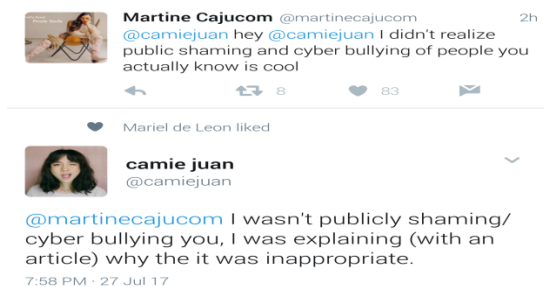 Martine Cajucom @martinecajucom 2h
@camiejuan hey @camiejuan I didn't realize
public shaming and cyber bullying of people you
actually know is cool
8 83
Mariel de Leon liked
camie juan
@camiejuan
@martinecajucom I wasn't publicly shaming/
cyber bullying you, I was explaining (with an
article) why the it was inappropriate.
7:58 PM · 27 Jul 17